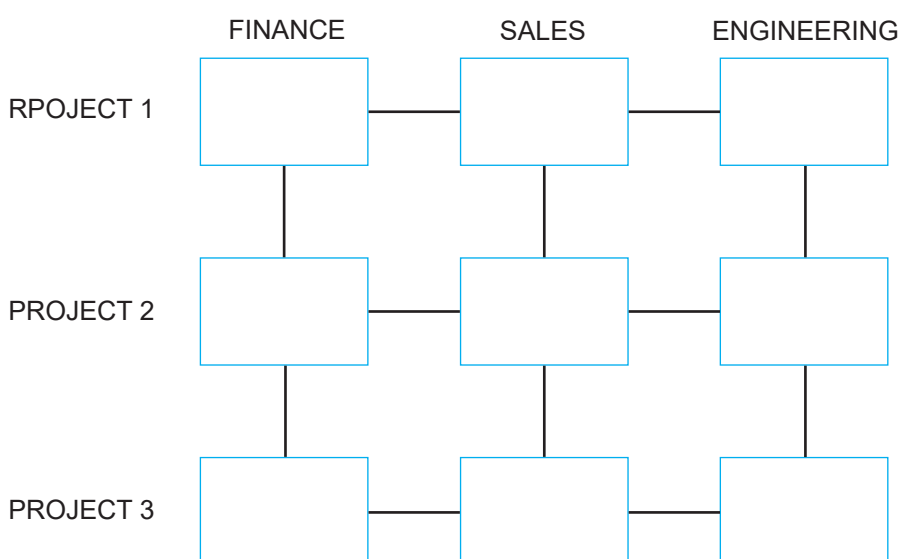 FINANCE SALES ENGINEERING
RPOJECT 1
PROJECT 2
PROJECT 3